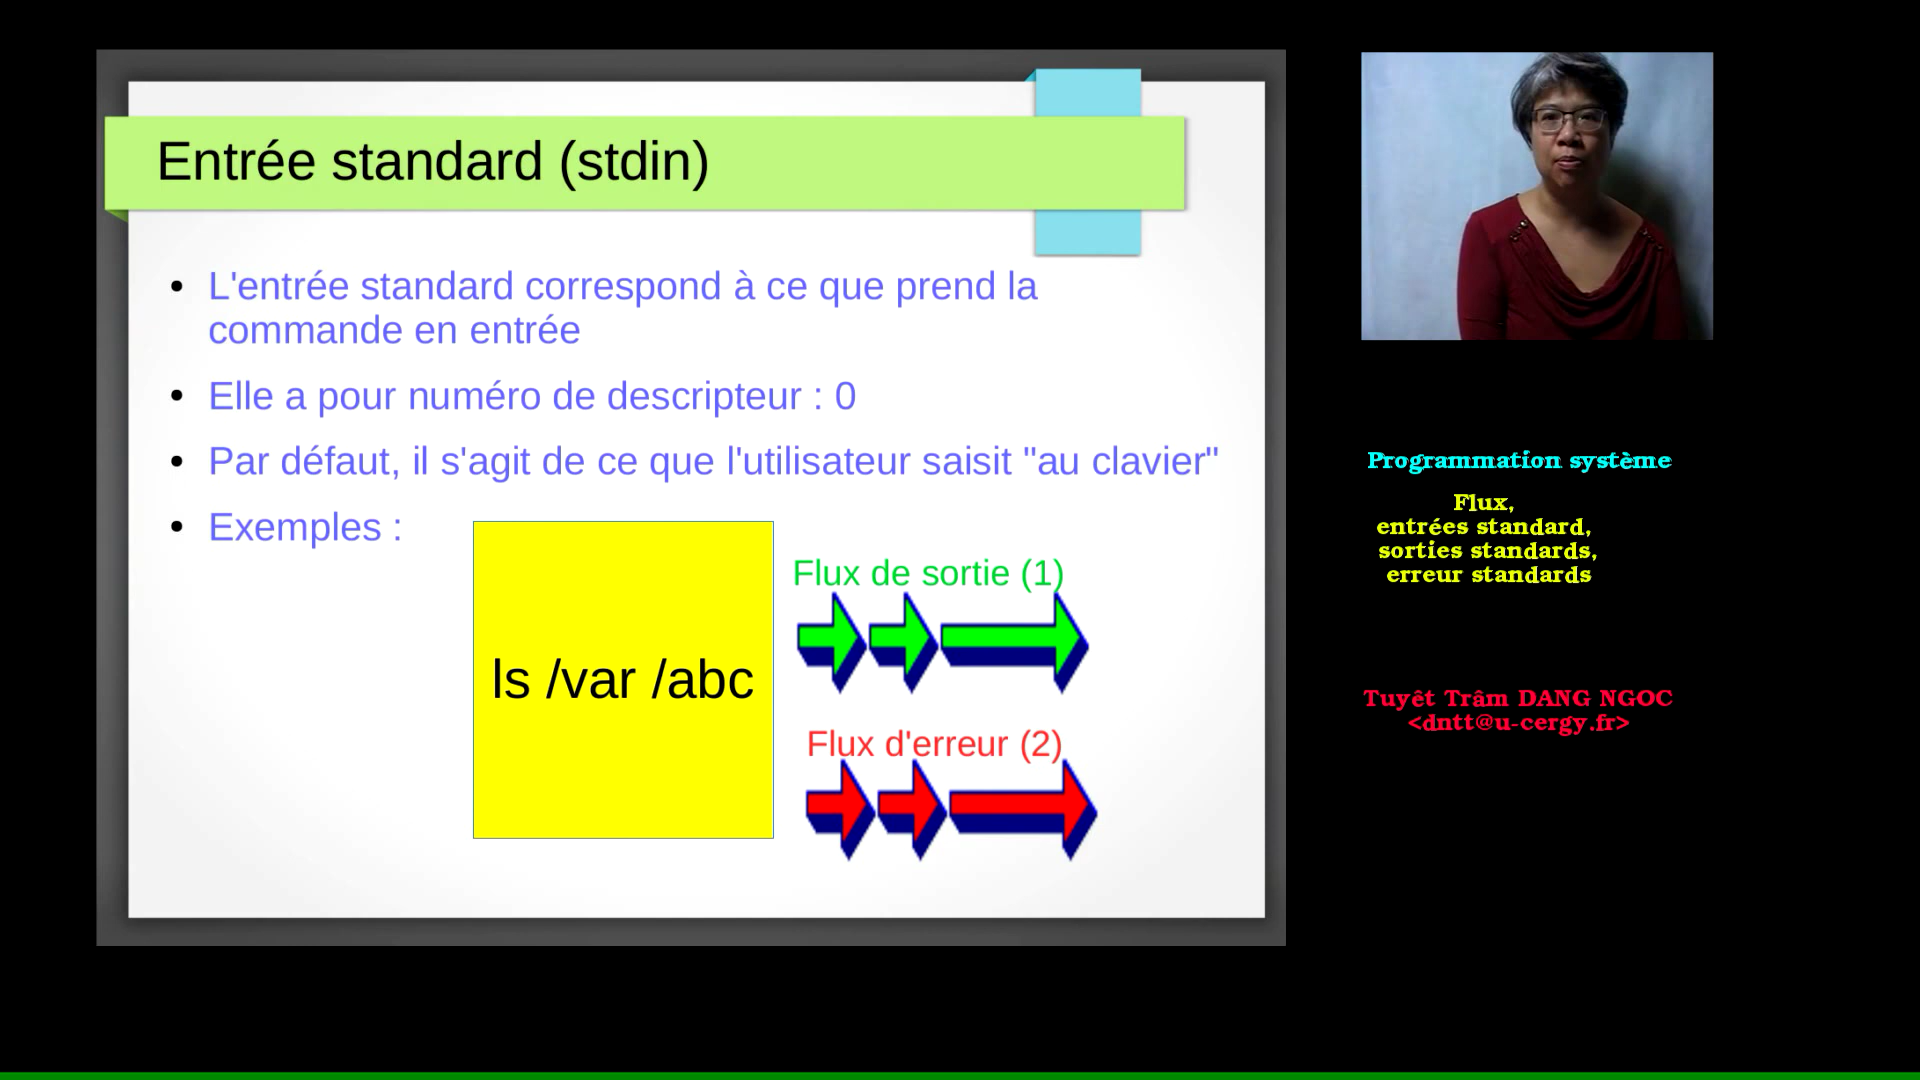 Entrée standard (stdin)
L'entrée standard correspond à ce que prend la
commande en entrée
Elle a pour numéro de descripteur : 0
Par défaut, il s'agit de ce que l'utilisateur saisit "au clavier"
Exemples :
ls /var /abc
Flux de sortie (1)
Flux d'erreur (2)
Programmation système
Flux,
entrées standard,
sorties standards,
erreur standards
Tuyêt Trâm DANG NGOC
<dntt@u-cergy.fr>